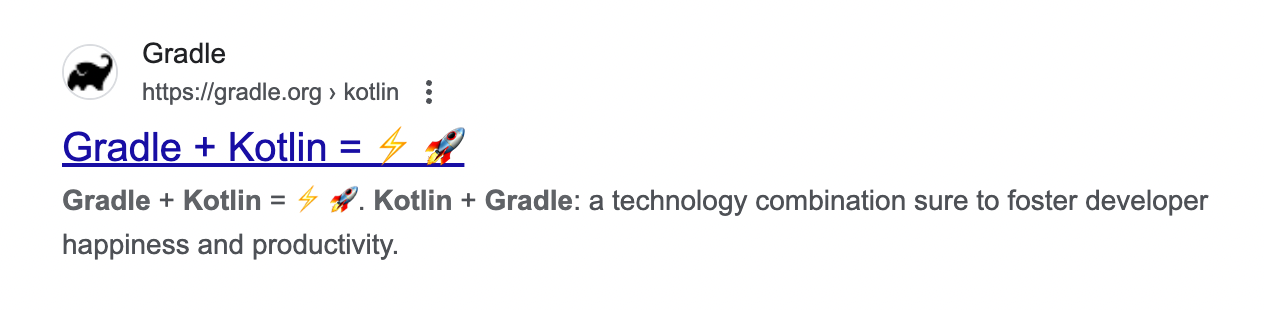 Gradle
https://gradle.org › kotlin
Gradle + Kotlin = ⚡ 🚀
Gradle + Kotlin = ⚡ 🚀. Kotlin + Gradle: a technology combination sure to foster developer
happiness and productivity.